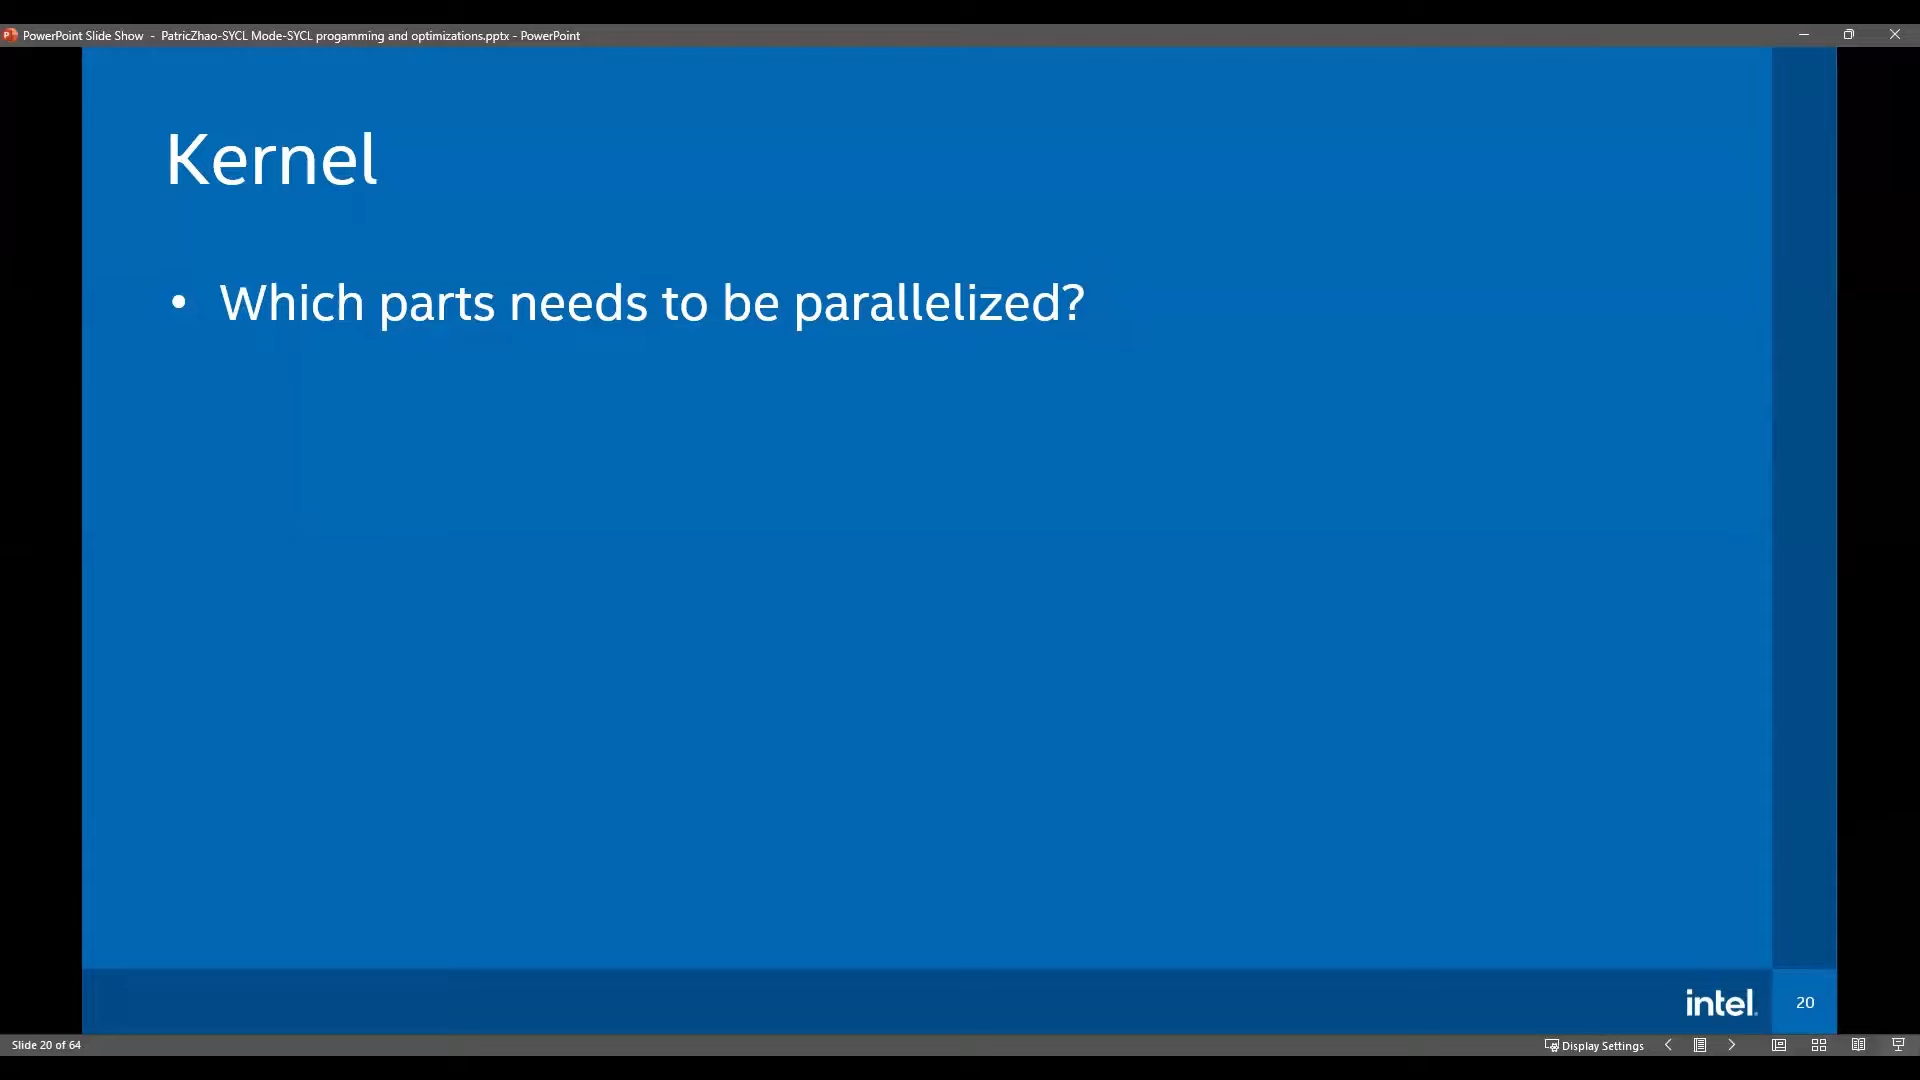 PowerPoint Slide Show - PatricZhao-SYCL Mode-SYCL progamming and optimizations.pptx - PowerPoint
Kernel
• Which parts needs to be parallelized?
intel.
20
Slide 20 of 64
Display Settings